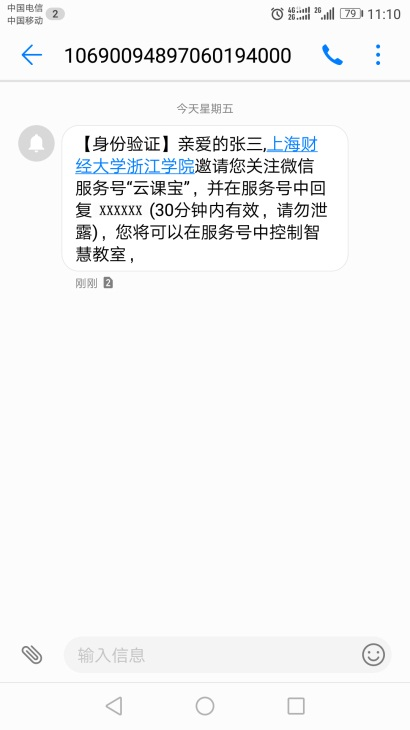 中国电信
中国移动
2
4G 2G
2G
79
11:10
10690094897060194000
今天星期五
【身份验证】亲爱的张三,上海财
经大学浙江学院邀请您关注微信
服务号“云课宝”，并在服务号中回
复 xxxxxx (30分钟内有效，请勿泄
露)，您将可以在服务号中控制智
慧教室，
刚刚 2
输入信息